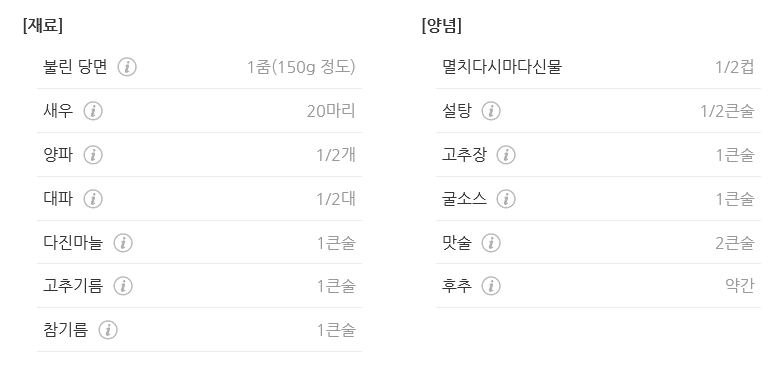 [재료]
불린 당면 1줌(150g 정도)
새우 20마리
양파 1/2개
대파 1/2대
다진마늘 1큰술
고추기름 1큰술
참기름 1큰술
[양념]
멸치다시마다신물 1/2컵
설탕 1/2큰술
고추장 1큰술
굴소스 1큰술
맛술 2큰술
후추 약간